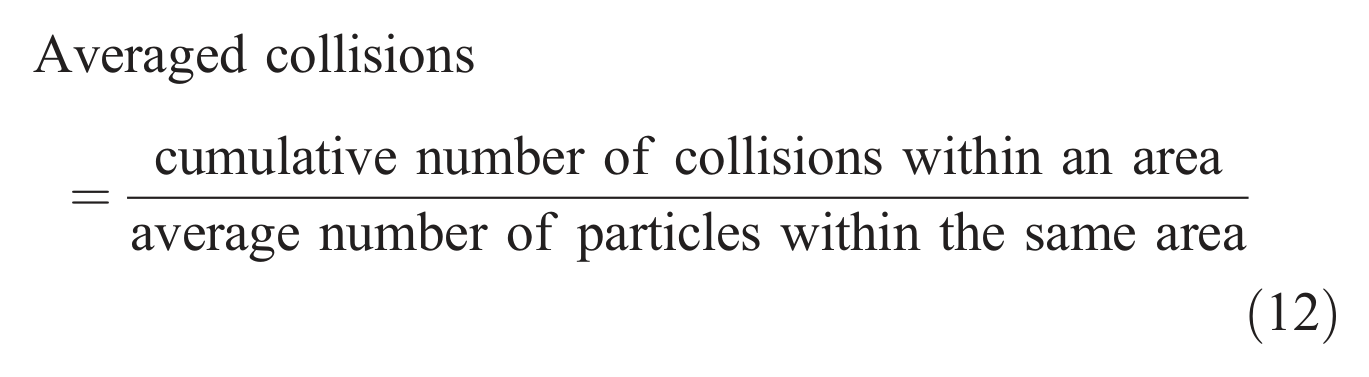 Averaged collisions
cumulative number of collisions within an area
=
average number of particles within the same area
(12)